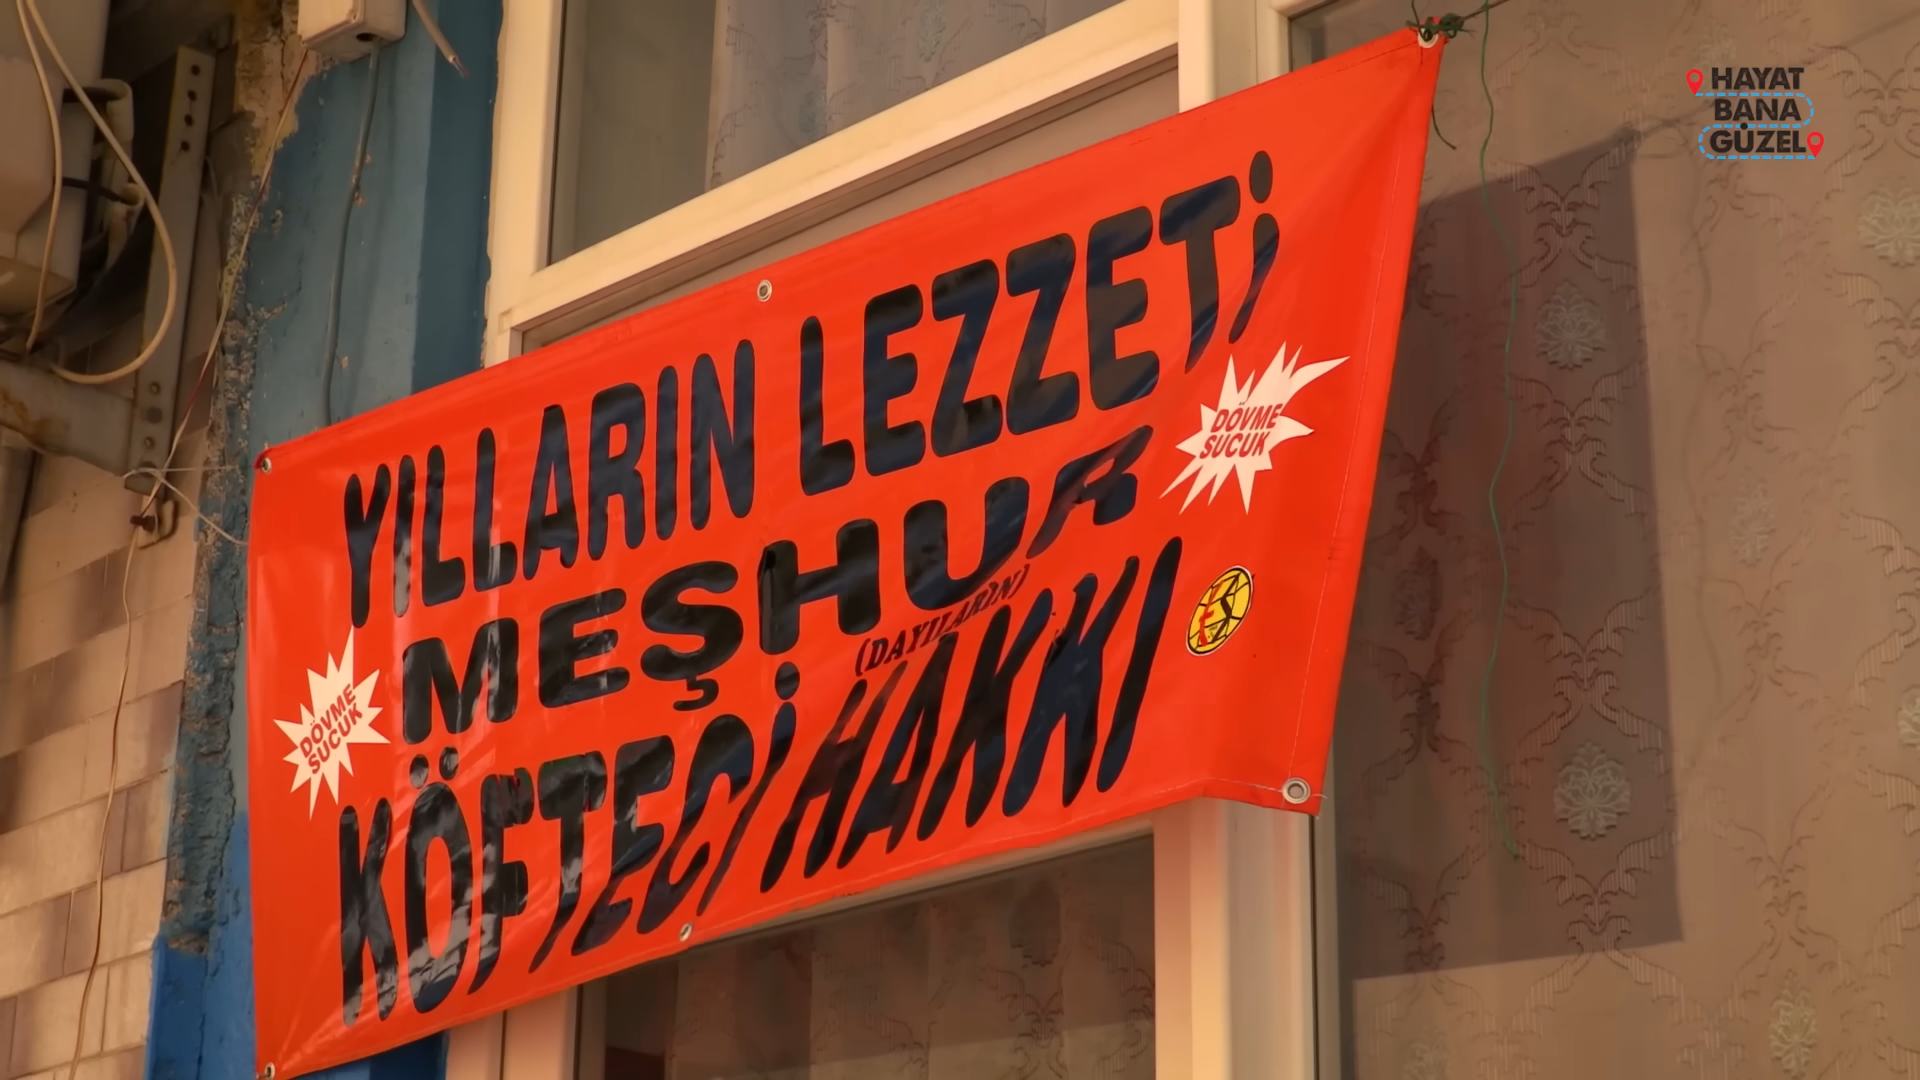 HAYAT
BANA
GÜZEL
YILLARIN LEZZETİ
MEŞHUR
(DAYILARIN)
KÖFTECİ HAKKI
DÖVME
SUCUK
DÖVME
SUCUK